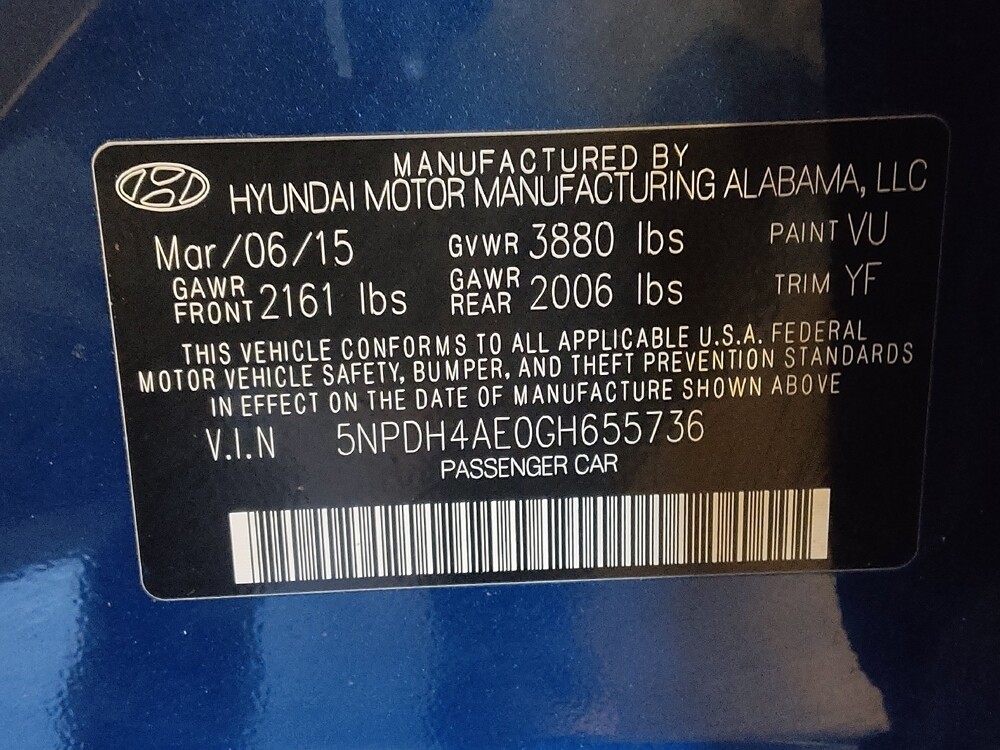 MANUFACTURED BY
HYUNDAI MOTOR MANUFACTURING ALABAMA, LLC
Mar/06/15 GVWR 3880 lbs PAINT VU
GAWR FRONT 2161 lbs GAWR REAR 2006 lbs TRIM YF
THIS VEHICLE CONFORMS TO ALL APPLICABLE U.S.A. FEDERAL
MOTOR VEHICLE SAFETY, BUMPER, AND THEFT PREVENTION STANDARDS
IN EFFECT ON THE DATE OF MANUFACTURE SHOWN ABOVE
V.I.N 5NPDH4AE0GH655736
PASSENGER CAR